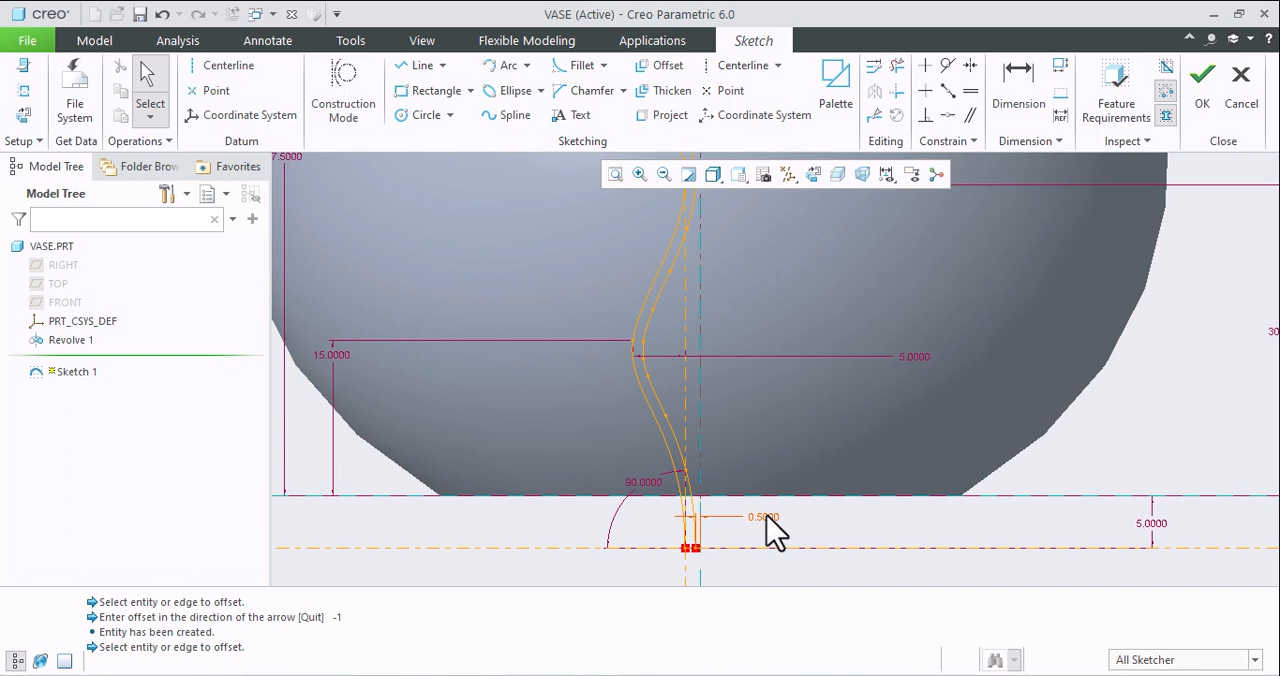 creo VASE (Active) - Creo Parametric 6.0
File Model Analysis Annotate Tools View Flexible Modeling Applications Sketch
Centerline Line Arc Fillet Offset Centerline
Point Rectangle Ellipse Chamfer Thicken Point
Coordinate System Circle Spline Text Project Coordinate System
File System Select Construction Mode Palette Dimension REF Feature Requirements OK Cancel
Setup Get Data Operations Datum Sketching Editing Constrain Dimension Inspect Close
Model Tree Folder Brow Favorites
Model Tree
VASE.PRT
RIGHT
TOP
FRONT
PRT_CSYS_DEF
Revolve 1
Sketch 1
7.5000
30
15.0000
5.0000
90.0000
0.5000
5.0000
Select entity or edge to offset.
Enter offset in the direction of the arrow [Quit] -1
Entity has been created.
Select entity or edge to offset.
All Sketcher